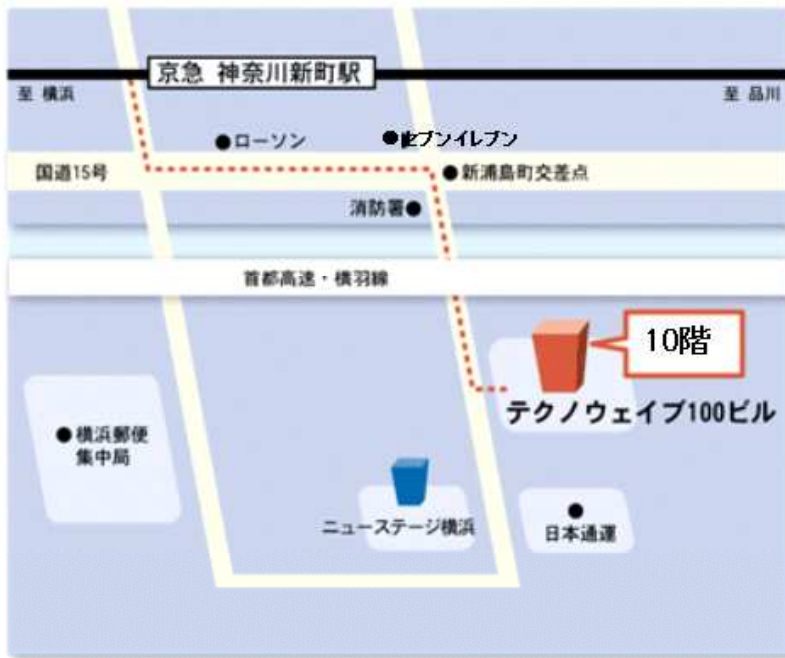 京急 神奈川新町駅
至 横浜
至 品川
●ローソン
●セブンイレブン
国道15号
●新浦島町交差点
消防署●
首都高速・横羽線
10階
テクノウェイブ100ビル
●横浜郵便
集中局
ニューステージ横浜
●
日本通運